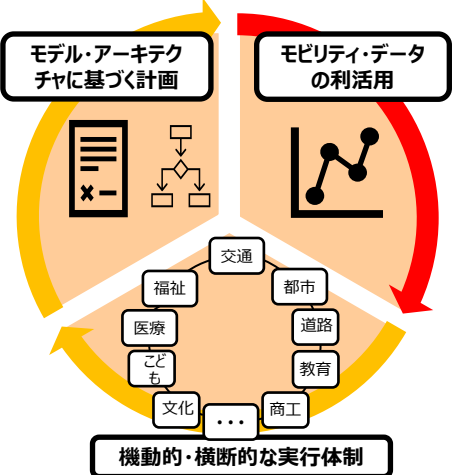 モデル・アーキテク
チャに基づく計画
モビリティ・データ
の利活用
交通
福祉
都市
医療
道路
こど
も
教育
文化
商工
・・・
機動的・横断的な実行体制